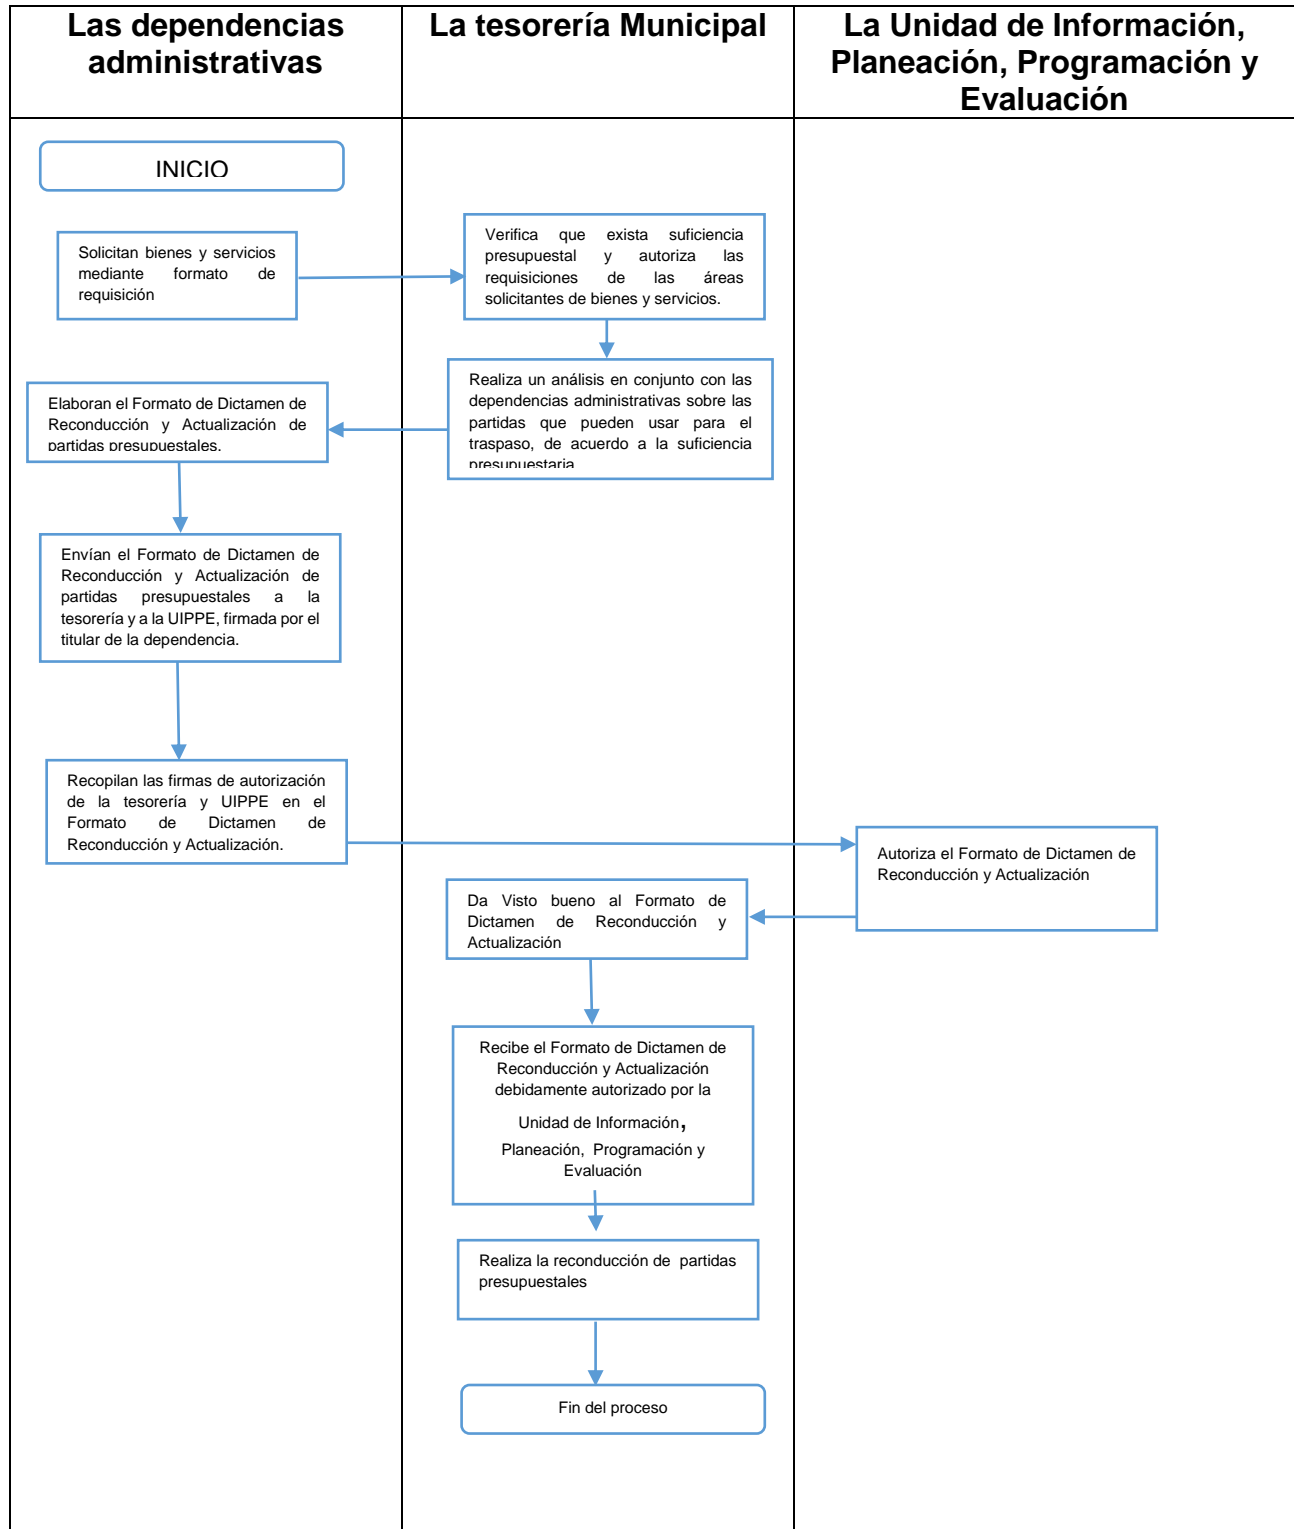 Las dependencias
administrativas
La tesorería Municipal
La Unidad de Información,
Planeación, Programación y
Evaluación
INICIO
Solicitan bienes y servicios
mediante formato de
requisición
Verifica que exista suficiencia
presupuestal y autoriza las
requisiciones de las áreas
solicitantes de bienes y servicios.
Realiza un análisis en conjunto con las
dependencias administrativas sobre las
partidas que pueden usar para el
traspaso, de acuerdo a la suficiencia
presupuestaria
Elaboran el Formato de Dictamen de
Reconducción y Actualización de
partidas presupuestales.
Envían el Formato de Dictamen de
Reconducción y Actualización de
partidas presupuestales a la
tesorería y a la UIPPE, firmada por el
titular de la dependencia.
Recopilan las firmas de autorización
de la tesorería y UIPPE en el
Formato de Dictamen de
Reconducción y Actualización.
Autoriza el Formato de Dictamen de
Reconducción y Actualización
Da Visto bueno al Formato de
Dictamen de Reconducción y
Actualización
Recibe el Formato de Dictamen de
Reconducción y Actualización
debidamente autorizado por la
Unidad de Información,
Planeación, Programación y
Evaluación
Realiza la reconducción de partidas
presupuestales
Fin del proceso